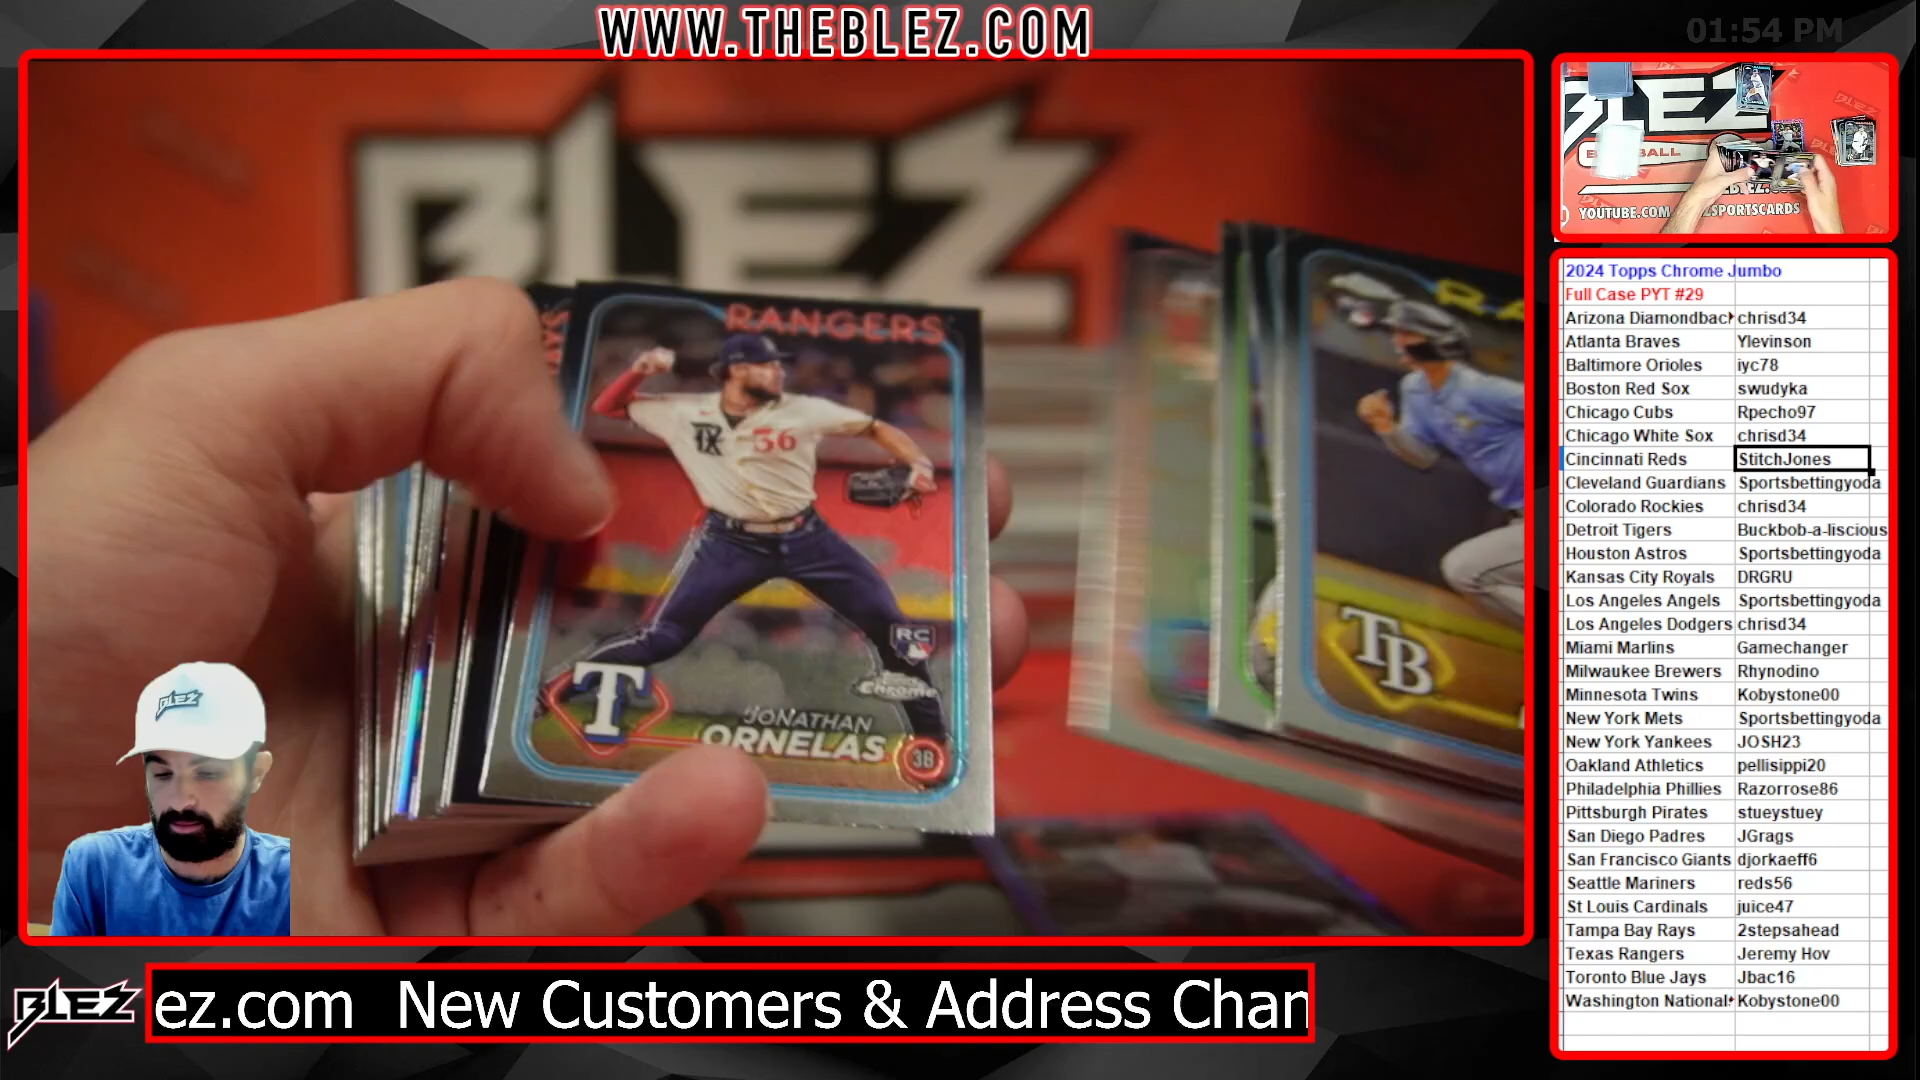 WWW.THEBLEZ.COM
01:54 PM
BLEZ
RANGERS
TX 56
RC
Topps Chrome
T
JONATHAN
ORNELAS
3B
TB
BLEZ
BLEZ
YOUTUBE.COM
SPORTSCARDS
2024 Topps Chrome Jumbo
Full Case PYT #29
Arizona Diamondbac chrisd34
Atlanta Braves Ylevinson
Baltimore Orioles iyc78
Boston Red Sox swudyka
Chicago Cubs Rpecho97
Chicago White Sox chrisd34
Cincinnati Reds StitchJones
Cleveland Guardians Sportsbettingyoda
Colorado Rockies chrisd34
Detroit Tigers Buckbob-a-liscious
Houston Astros Sportsbettingyoda
Kansas City Royals DRGRU
Los Angeles Angels Sportsbettingyoda
Los Angeles Dodgers chrisd34
Miami Marlins Gamechanger
Milwaukee Brewers Rhynodino
Minnesota Twins Kobystone00
New York Mets Sportsbettingyoda
New York Yankees JOSH23
Oakland Athletics pellisippi20
Philadelphia Phillies Razorrose86
Pittsburgh Pirates stueystuey
San Diego Padres JGrags
San Francisco Giants djorkaeff6
Seattle Mariners reds56
St Louis Cardinals juice47
Tampa Bay Rays 2stepsahead
Texas Rangers Jeremy Hov
Toronto Blue Jays Jbac16
Washington National Kobystone00
BLEZ
ez.com New Customers & Address Chan